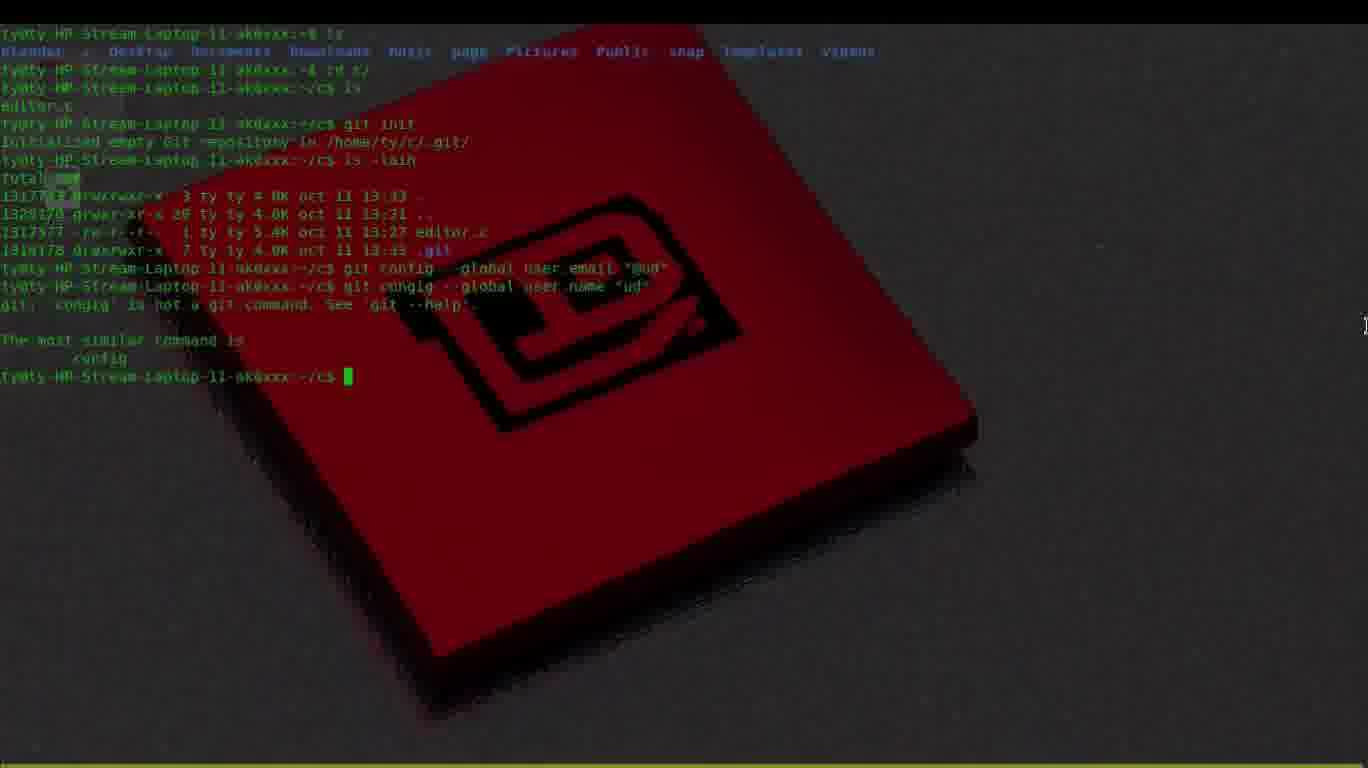 ty@ty-HP-Stream-Laptop-11-ak0xxx:~$ ls
blender c Desktop Documents Downloads Music page Pictures Public snap Templates Videos
ty@ty-HP-Stream-Laptop-11-ak0xxx:~$ cd c/
ty@ty-HP-Stream-Laptop-11-ak0xxx:~/c$ ls
editor.c
ty@ty-HP-Stream-Laptop-11-ak0xxx:~/c$ git init
Initialized empty Git repository in /home/ty/c/.git/
ty@ty-HP-Stream-Laptop-11-ak0xxx:~/c$ ls -laih
total
drwxrwxr-x 3 ty ty 4.0K oct 11 13:33 .
drwxr-xr-x 20 ty ty 4.0K oct 11 13:31 ..
1317577 -rw-r--r-- 1 ty ty 5.4K oct 11 13:27 editor.c
drwxrwxr-x 7 ty ty 4.0K oct 11 13:33 .git
ty@ty-HP-Stream-Laptop-11-ak0xxx:~/c$ git config --global user.email "@ud"
ty@ty-HP-Stream-Laptop-11-ak0xxx:~/c$ git congig --global user.name "ud"
git: 'congig' is not a git command. See 'git --help'.
The most similar command is
config
ty@ty-HP-Stream-Laptop-11-ak0xxx:~/c$